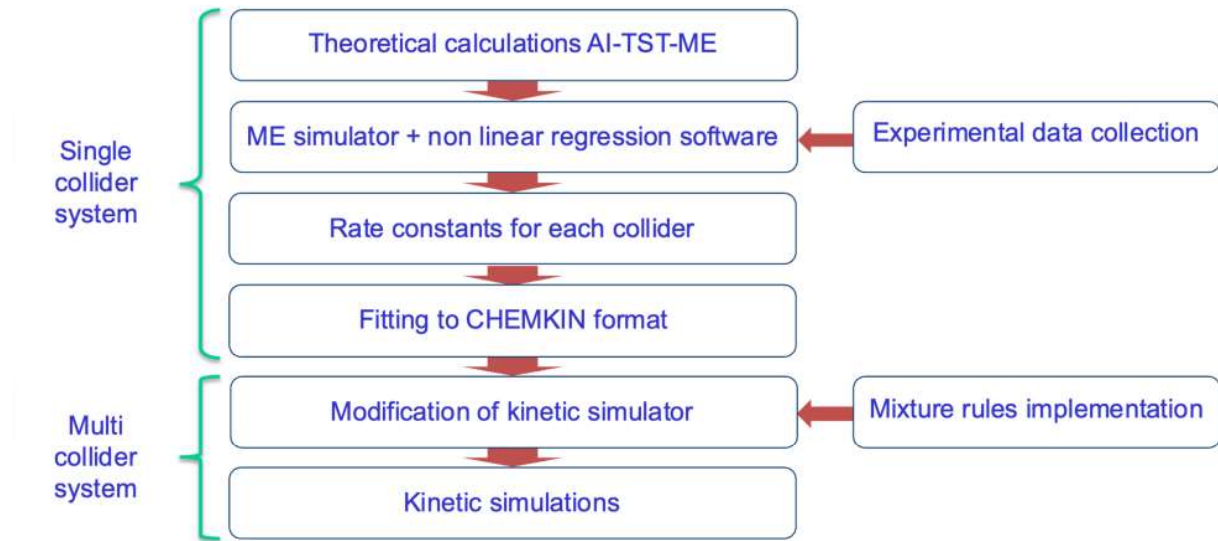 Theoretical calculations AI-TST-ME
ME simulator + non linear regression software
Experimental data collection
Single
collider
system
Rate constants for each collider
Fitting to CHEMKIN format
Modification of kinetic simulator
Mixture rules implementation
Multi
collider
system
Kinetic simulations